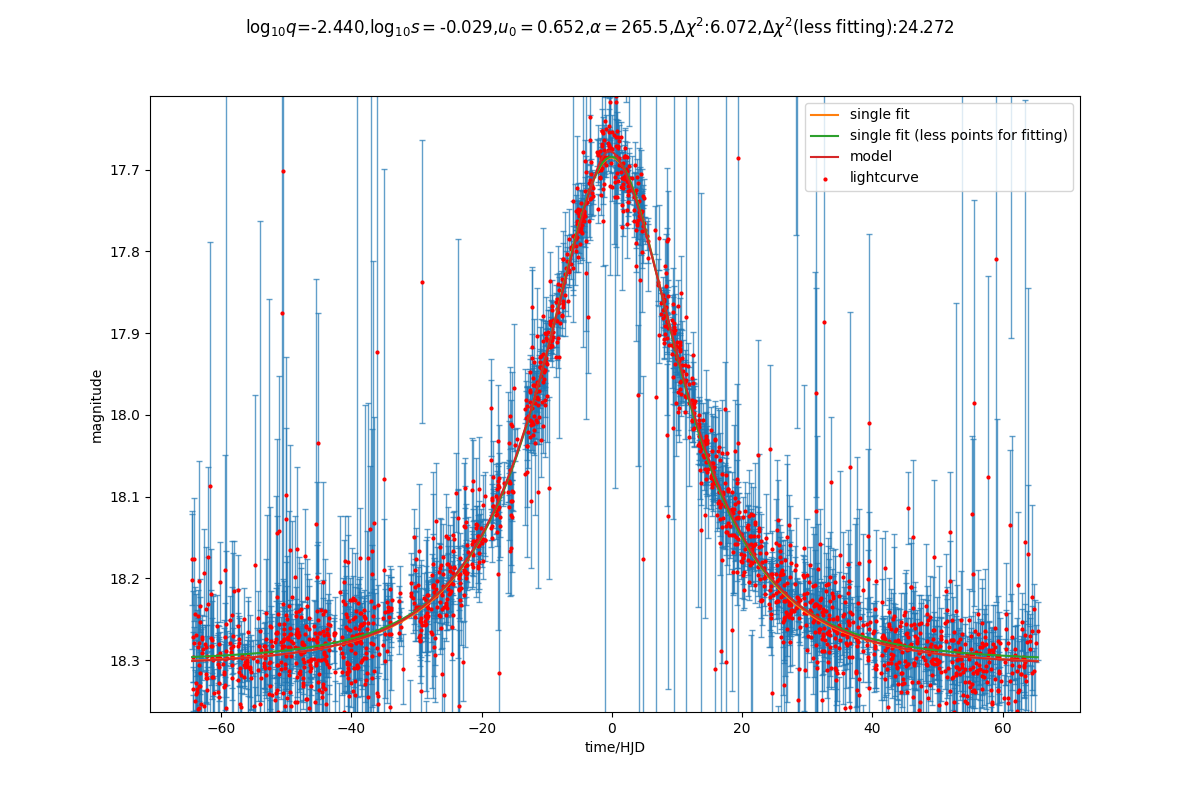 log₁₀q=-2.440,log₁₀s = -0.029,u₀ = 0.652,α = 265.5,Δχ²:6.072,Δχ²(less fitting):24.272
single fit
single fit (less points for fitting)
model
lightcurve
17.7
17.8
17.9
18.0
18.1
18.2
18.3
magnitude
−60
−40
−20
0
20
40
60
time/HJD